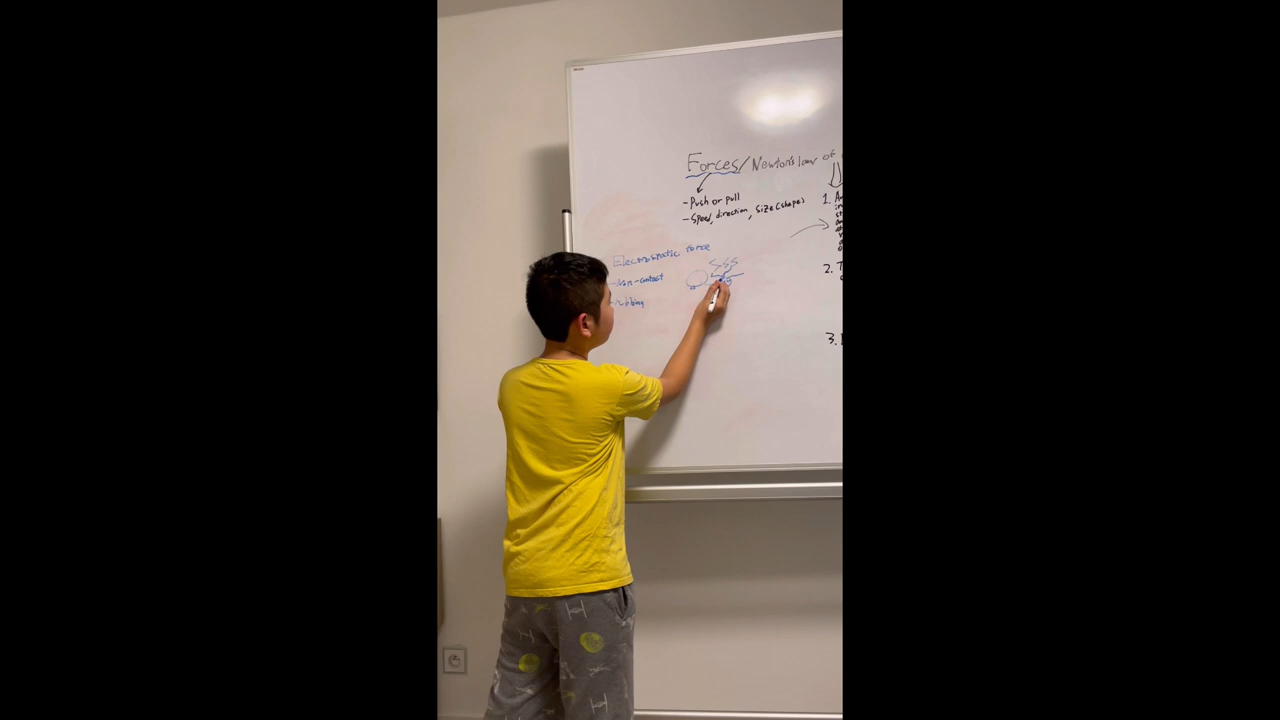 Forces/Newton's law of
- Push or pull
- Speed, direction, size (shape)
Electrostatic force
- Non-contact
- rubbing
1.
2.
3.